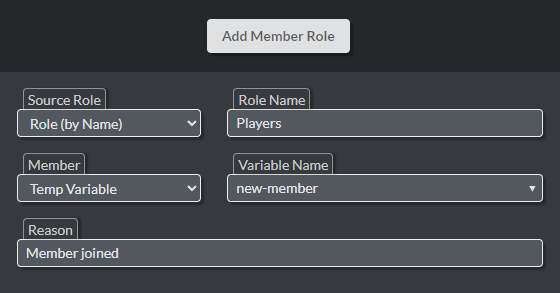 Add Member Role
Source Role
Role Name
Role (by Name)
Players
Member
Variable Name
Temp Variable
new-member
Reason
Member joined